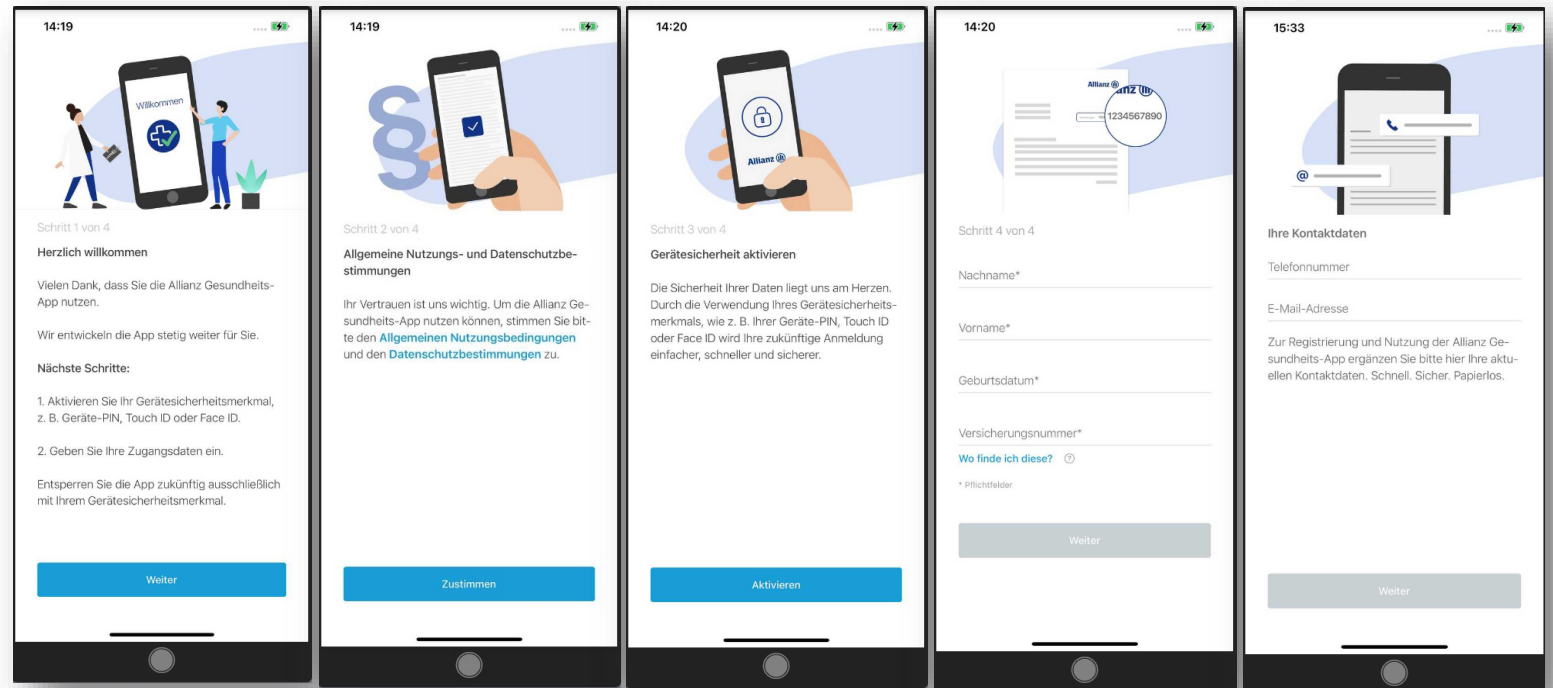 14:19
Willkommen
Schritt 1 von 4
Herzlich willkommen
Vielen Dank, dass Sie die Allianz Gesundheits-
App nutzen.
Wir entwickeln die App stetig weiter für Sie.
Nächste Schritte:
1. Aktivieren Sie Ihr Gerätesicherheitsmerkmal,
z. B. Geräte-PIN, Touch ID oder Face ID.
2. Geben Sie Ihre Zugangsdaten ein.
Entsperren Sie die App zukünftig ausschließlich
mit Ihrem Gerätesicherheitsmerkmal.
Weiter
14:19
§
Schritt 2 von 4
Allgemeine Nutzungs- und Datenschutzbe-
stimmungen
Ihr Vertrauen ist uns wichtig. Um die Allianz Ge-
sundheits-App nutzen können, stimmen Sie bit-
te den Allgemeinen Nutzungsbedingungen
und den Datenschutzbestimmungen zu.
Zustimmen
14:20
Allianz
Schritt 3 von 4
Gerätesicherheit aktivieren
Die Sicherheit Ihrer Daten liegt uns am Herzen.
Durch die Verwendung Ihres Gerätesicherheits-
merkmals, wie z. B. Ihrer Geräte-PIN, Touch ID
oder Face ID wird Ihre zukünftige Anmeldung
einfacher, schneller und sicherer.
Aktivieren
14:20
Allianz
anz
1234567890
Schritt 4 von 4
Nachname*
Vorname*
Geburtsdatum*
Versicherungsnummer*
Wo finde ich diese? ?
* Pflichtfelder
Weiter
15:33
@
Ihre Kontaktdaten
Telefonnummer
E-Mail-Adresse
Zur Registrierung und Nutzung der Allianz Ge-
sundheits-App ergänzen Sie bitte hier Ihre aktu-
ellen Kontaktdaten. Schnell. Sicher. Papierlos.
Weiter